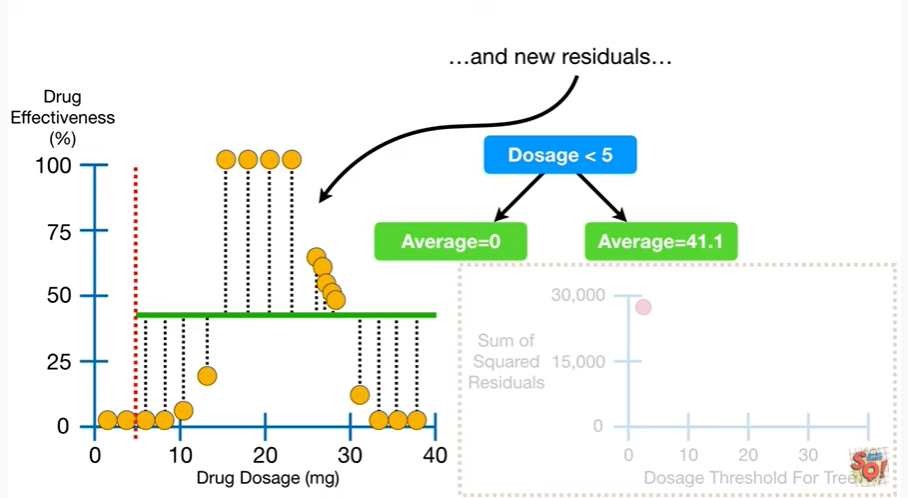 …and new residuals…
Drug
Effectiveness
(%)
100
75
50
25
0
0
10
20
30
40
Drug Dosage (mg)
Dosage < 5
Average=0
Average=41.1
30,000
15,000
0
Sum of
Squared
Residuals
0
10
20
30
Dosage Threshold For Tree
SQ!